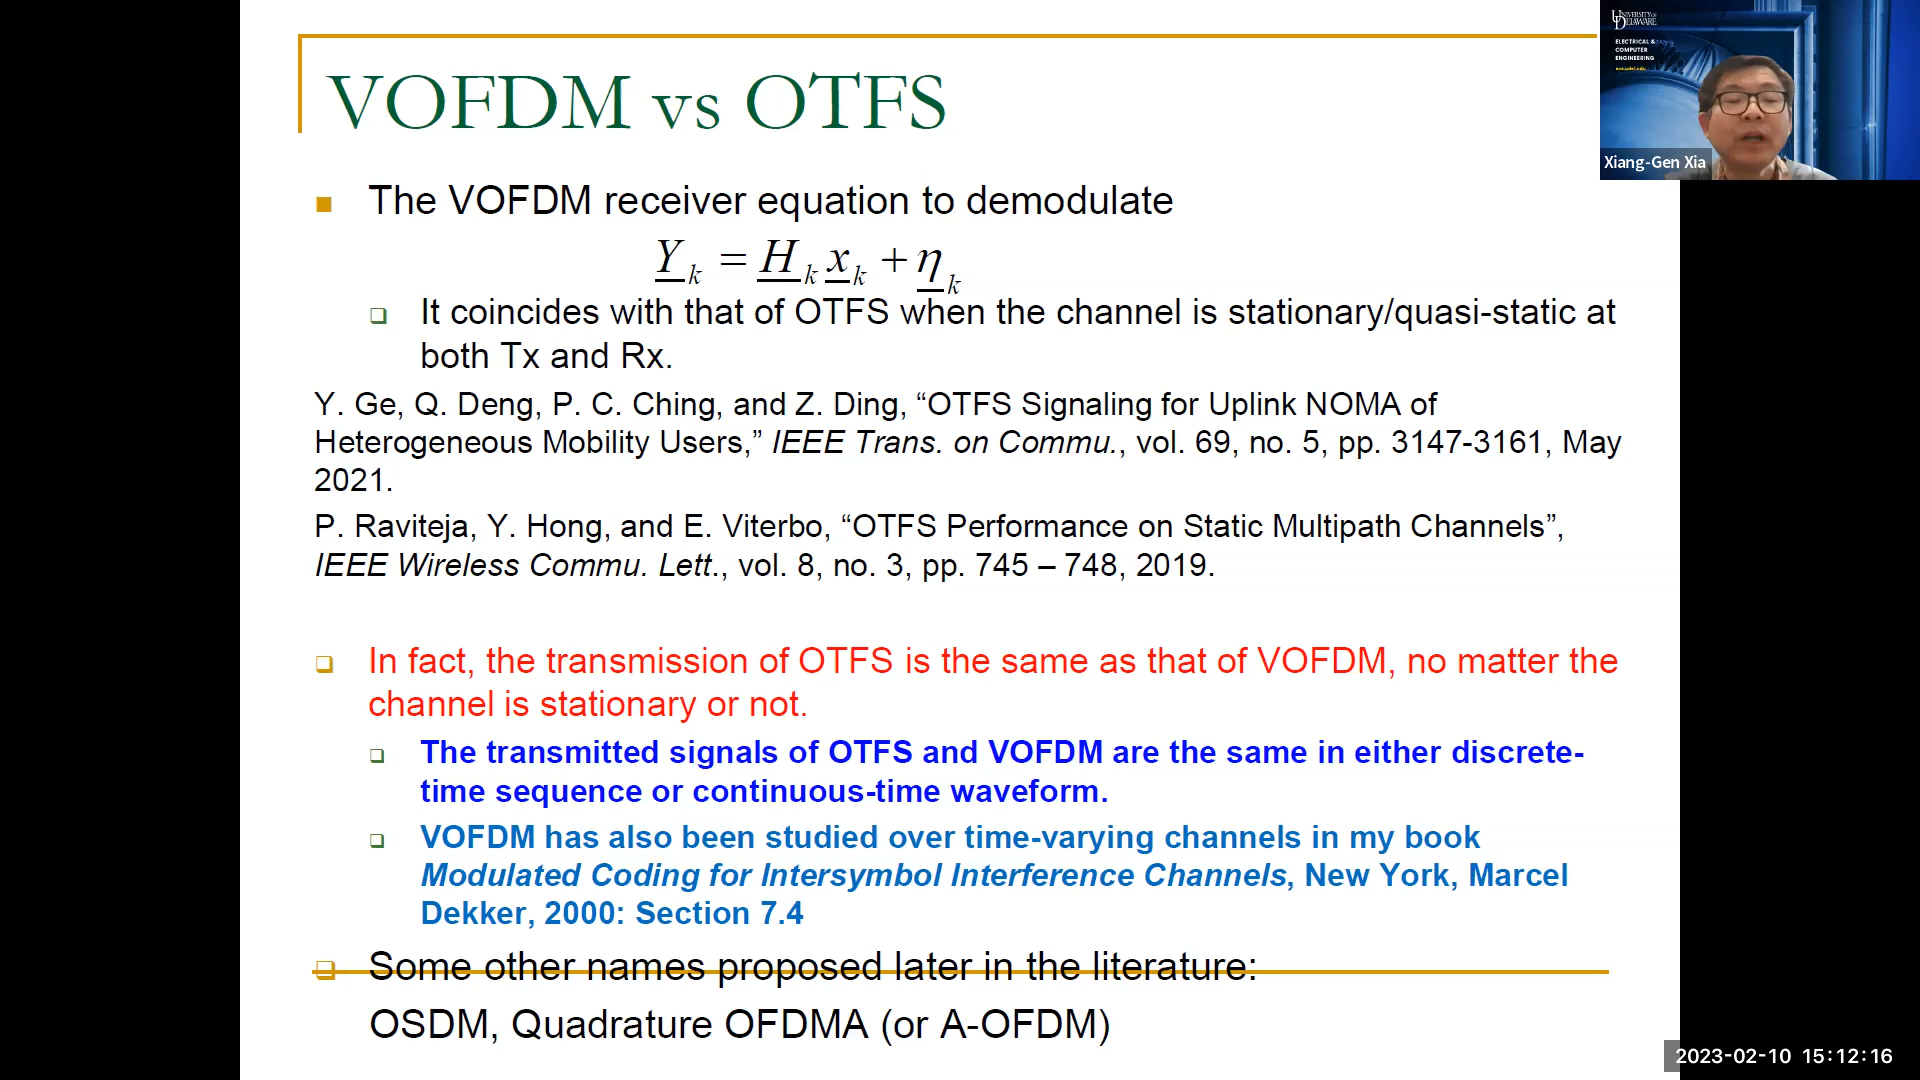 VOFDM vs OTFS
The VOFDM receiver equation to demodulate
Y_k = H_k x_k + η_k
It coincides with that of OTFS when the channel is stationary/quasi-static at
both Tx and Rx.
Y. Ge, Q. Deng, P. C. Ching, and Z. Ding, “OTFS Signaling for Uplink NOMA of
Heterogeneous Mobility Users,” IEEE Trans. on Commu., vol. 69, no. 5, pp. 3147-3161, May
2021.
P. Raviteja, Y. Hong, and E. Viterbo, “OTFS Performance on Static Multipath Channels”,
IEEE Wireless Commu. Lett., vol. 8, no. 3, pp. 745 – 748, 2019.
In fact, the transmission of OTFS is the same as that of VOFDM, no matter the
channel is stationary or not.
The transmitted signals of OTFS and VOFDM are the same in either discrete-
time sequence or continuous-time waveform.
VOFDM has also been studied over time-varying channels in my book
Modulated Coding for Intersymbol Interference Channels, New York, Marcel
Dekker, 2000: Section 7.4
Some other names proposed later in the literature:
OSDM, Quadrature OFDMA (or A-OFDM)
UNIVERSITY OF
DELAWARE
ELECTRICAL &
COMPUTER
ENGINEERING
Xiang-Gen Xia
2023-02-10 15:12:16